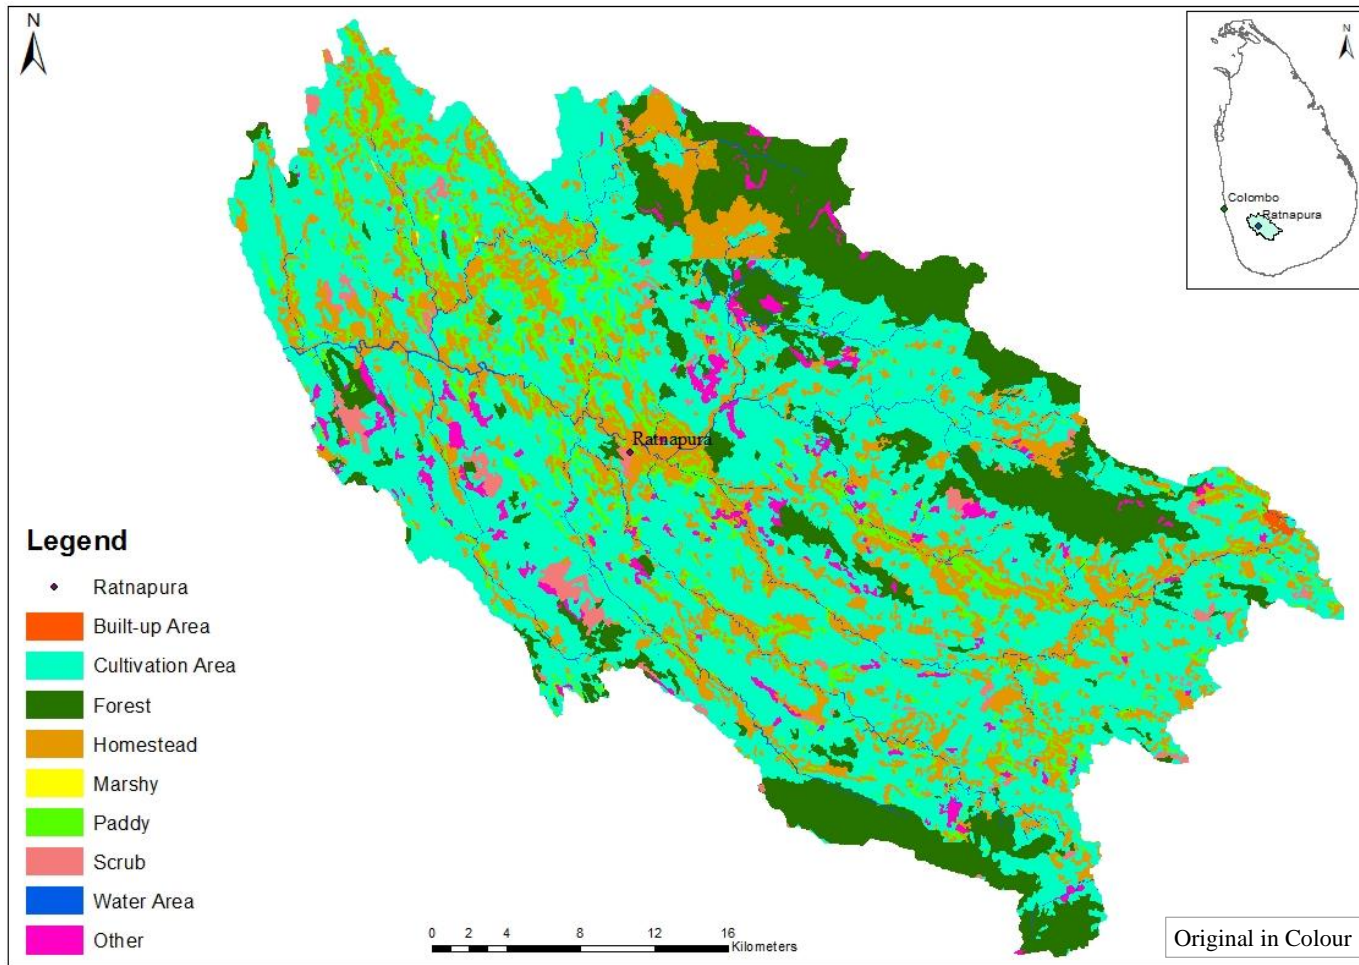 N
N
Colombo
Ratnapura
Ratnapura
Legend
Ratnapura
Built-up Area
Cultivation Area
Forest
Homestead
Marshy
Paddy
Scrub
Water Area
Other
0 2 4 8 12 16
Kilometers
Original in Colour